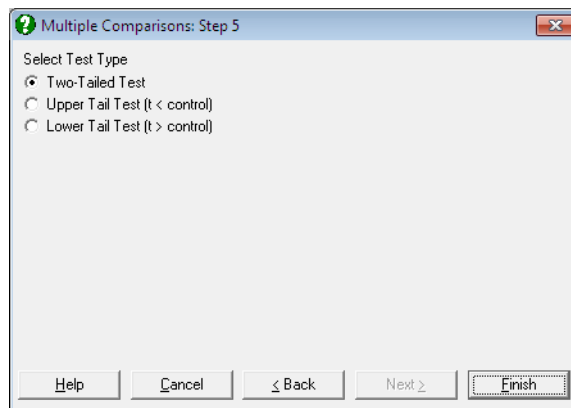 Multiple Comparisons: Step 5
Select Test Type
Two-Tailed Test
Upper Tail Test (t < control)
Lower Tail Test (t > control)
Help Cancel < Back Next > Finish